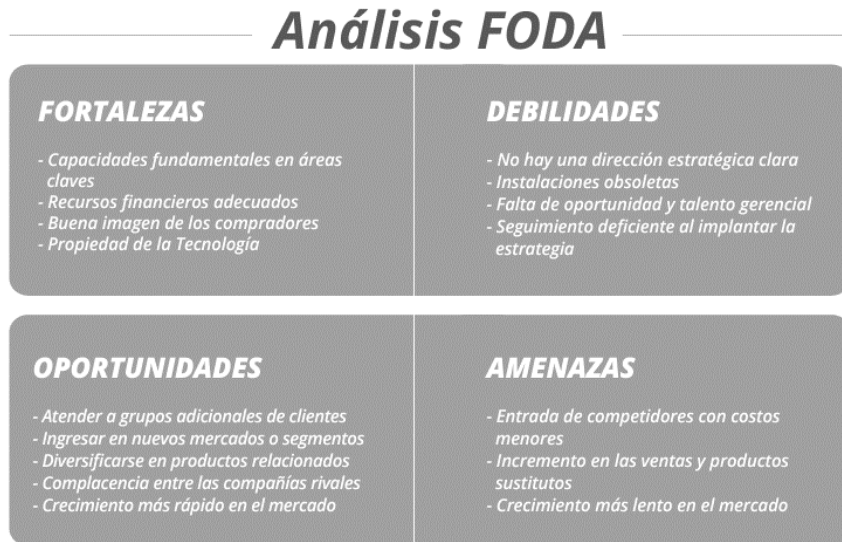 Análisis FODA
FORTALEZAS
- Capacidades fundamentales en áreas
claves
- Recursos financieros adecuados
- Buena imagen de los compradores
- Propiedad de la Tecnología
DEBILIDADES
- No hay una dirección estratégica clara
- Instalaciones obsoletas
- Falta de oportunidad y talento gerencial
- Seguimiento deficiente al implantar la
estrategia
OPORTUNIDADES
- Atender a grupos adicionales de clientes
- Ingresar en nuevos mercados o segmentos
- Diversificarse en productos relacionados
- Complacencia entre las compañías rivales
- Crecimiento más rápido en el mercado
AMENAZAS
- Entrada de competidores con costos
menores
- Incremento en las ventas y productos
sustitutos
- Crecimiento más lento en el mercado